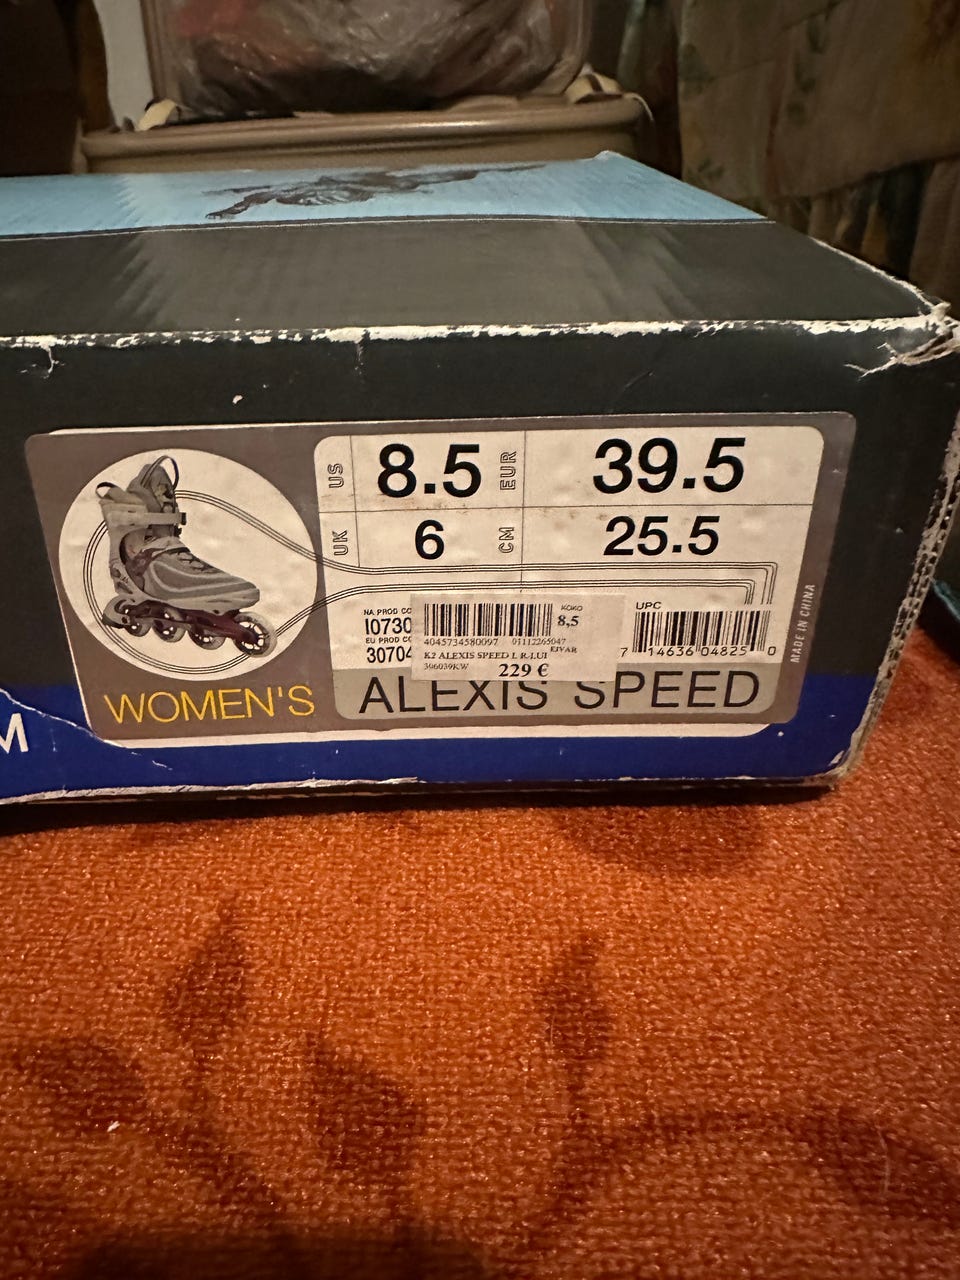 US 8.5 EUR 39.5
UK 6 CM 25.5
NA PROD CO
10730
EU PROD CO
30704
KOKO
8,5
4045734580097 01112265047
EIVAR
K2 ALEXIS SPEED L R-LUI
396039KW
229 €
UPC
7 14636 04825 0
MADE IN CHINA
WOMEN'S
ALEXIS SPEED
M